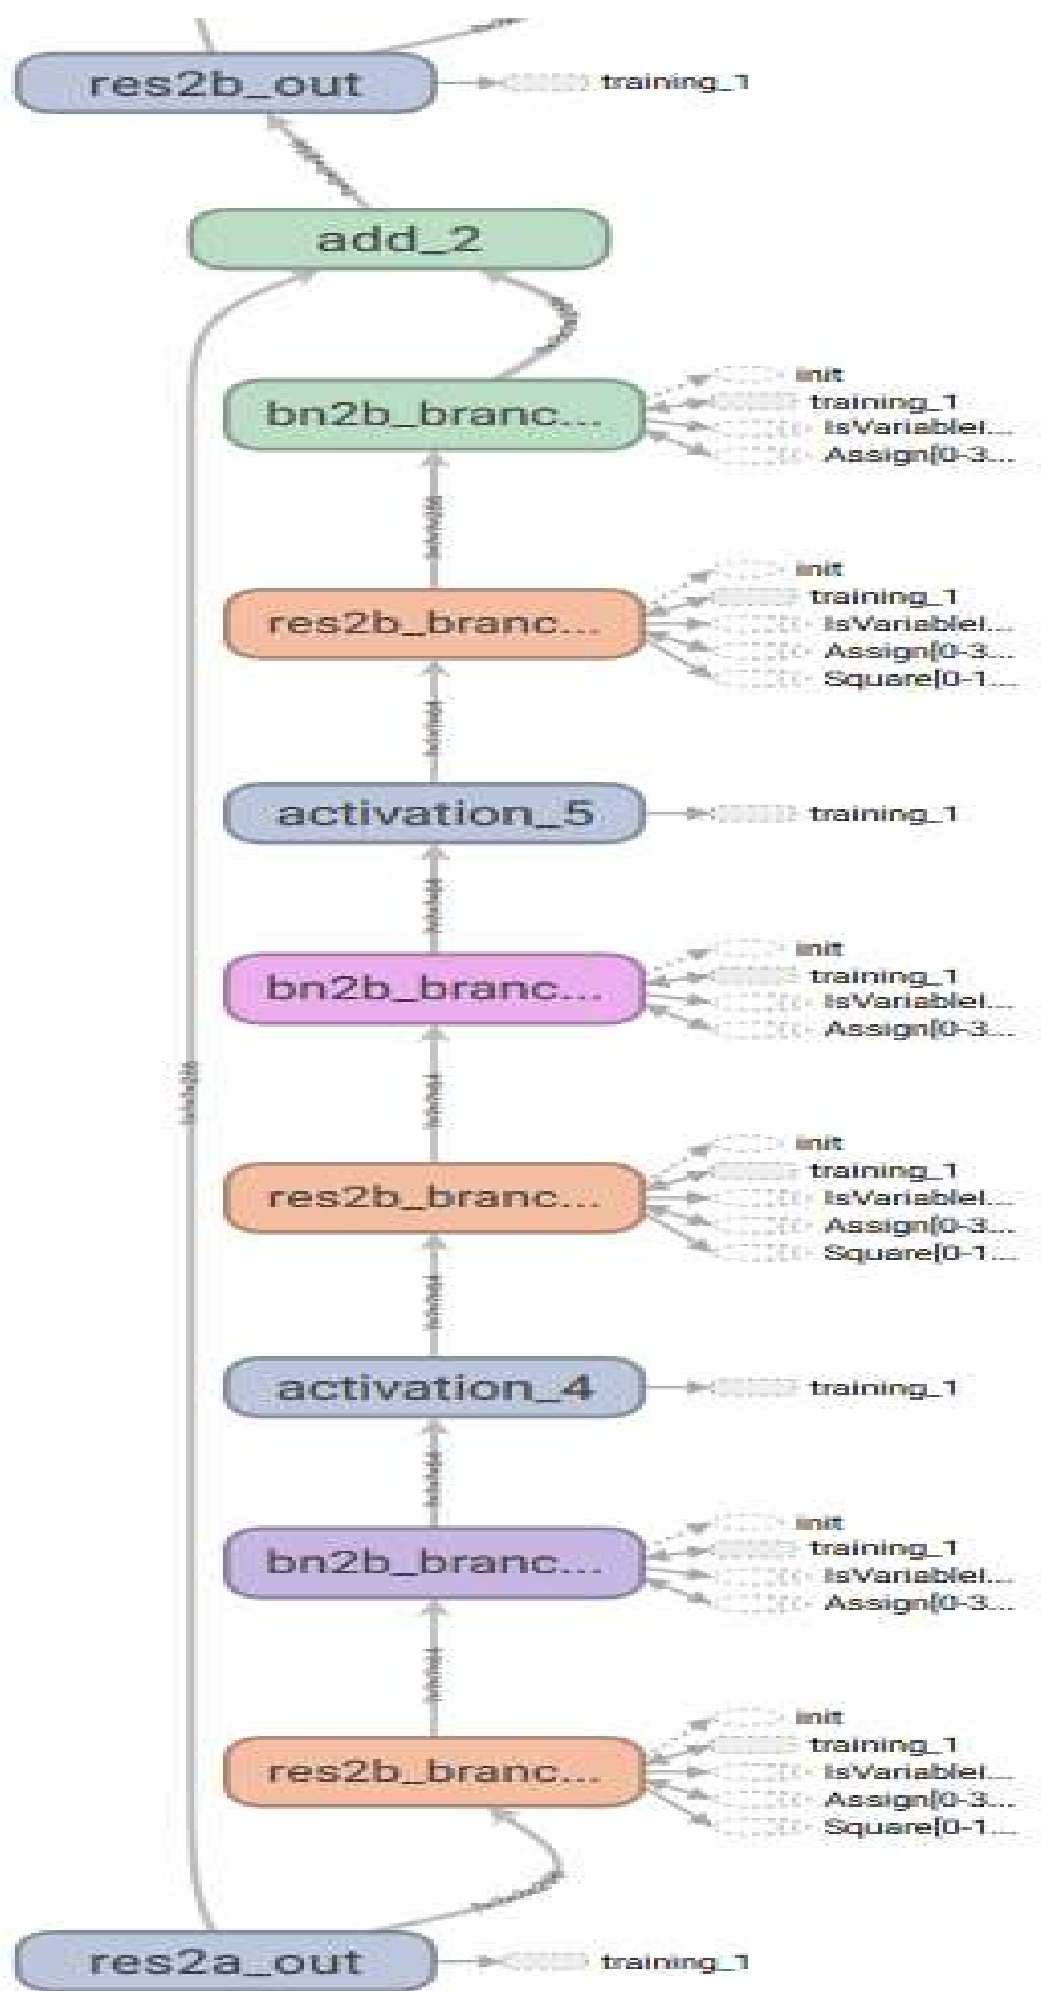 res2b_out
training_1
add_2
bn2b_branc...
init
training_1
IsVariableI...
Assign[0-3...
res2b_branc...
init
training_1
IsVariableI...
Assign[0-3...
Square[0-1...
activation_5
training_1
bn2b_branc...
init
training_1
IsVariableI...
Assign[0-3...
res2b_branc...
init
training_1
IsVariableI...
Assign[0-3...
Square[0-1...
activation_4
training_1
bn2b_branc...
init
training_1
IsVariableI...
Assign[0-3...
res2b_branc...
init
training_1
IsVariableI...
Assign[0-3...
Square[0-1...
res2a_out
training_1